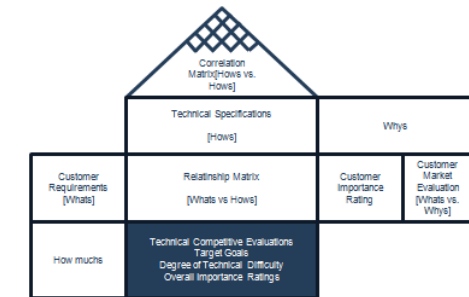 Correlation
Matrix[Hows vs.
Hows]
Technical Specifications
[Hows]
Whys
Customer
Requirements
[Whats]
Relatinship Matrix
[Whats vs Hows]
Customer
Importance
Rating
Customer
Market
Evaluation
[Whats vs.
Whys]
How muchs
Technical Competitive Evaluations
Target Goals
Degree of Technical Difficulty
Overall Importance Ratings